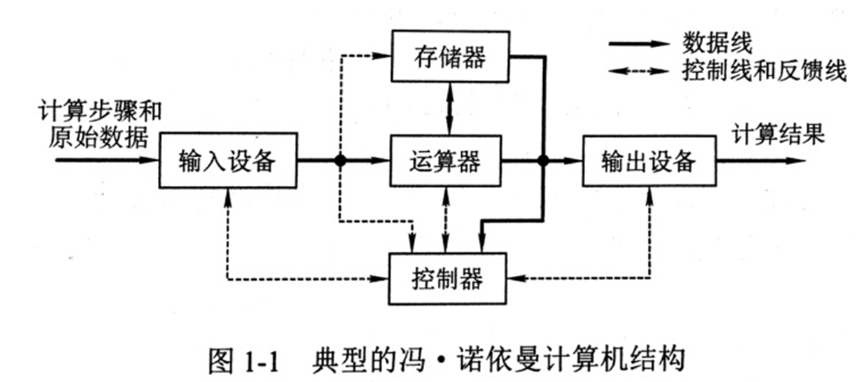 存储器
数据线
控制线和反馈线
计算步骤和
原始数据
输入设备
运算器
输出设备
计算结果
控制器
图 1-1 典型的冯·诺依曼计算机结构